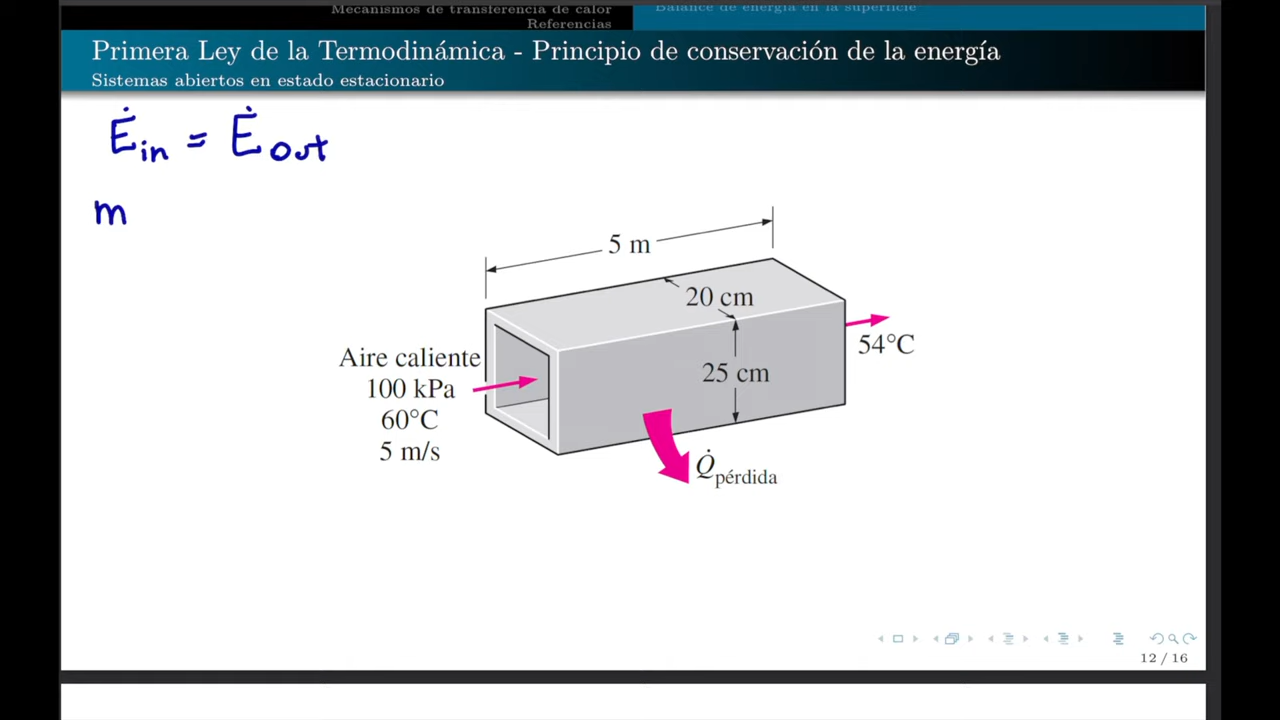 Mecanismos de transferencia de calor
Balance de energía en la superficie
Referencias
Primera Ley de la Termodinámica - Principio de conservación de la energía
Sistemas abiertos en estado estacionario
Ė in = Ė out
m
5 m
20 cm
Aire caliente
100 kPa
60°C
5 m/s
25 cm
54°C
Q̇ pérdida
12 / 16